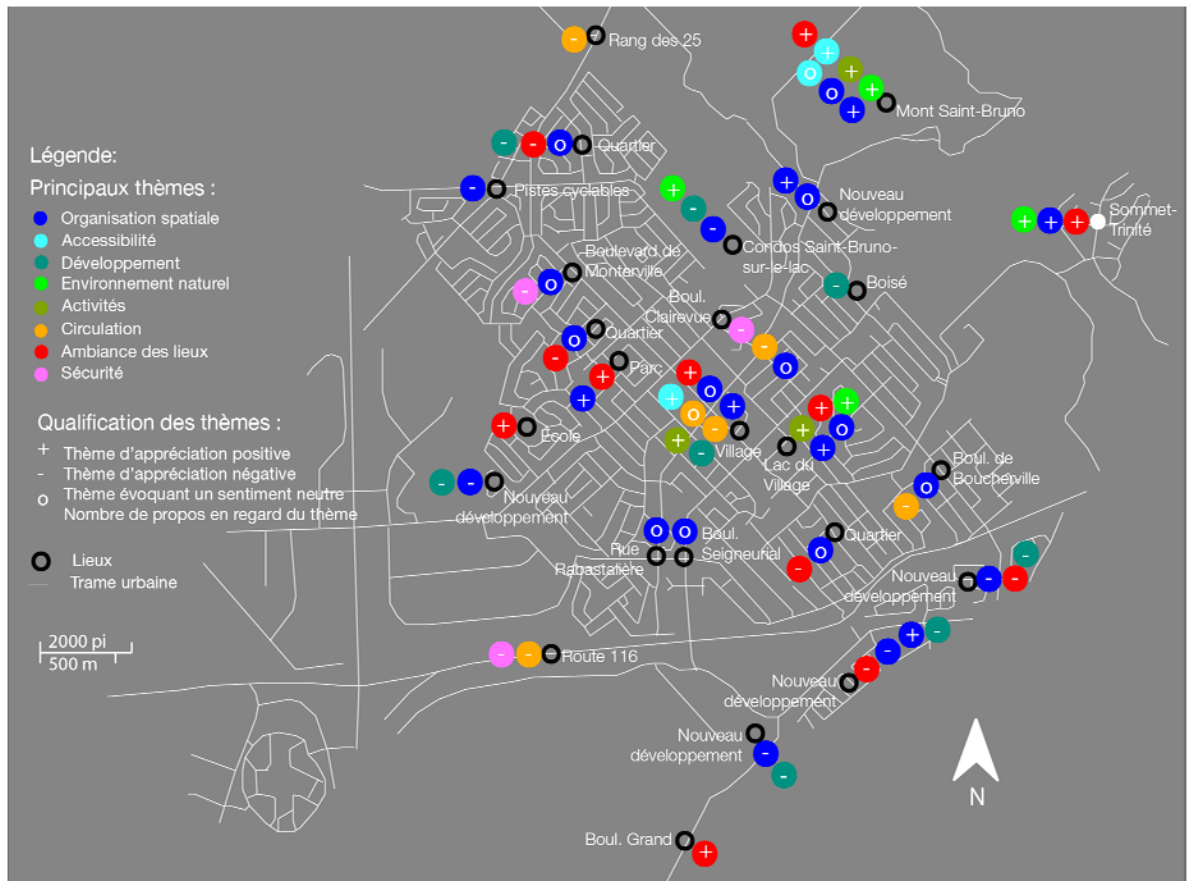 Rang des 25
Mont Saint-Bruno
Quartier
Pistes cyclables
Nouveau
développement
Sommet-
Trinité
Légende:
Principaux thèmes :
Organisation spatiale
Accessibilité
Développement
Environnement naturel
Activités
Circulation
Ambiance des lieux
Sécurité
Condos Saint-Bruno-
sur-le-lac
Boulevard de
Monterville
Boisé
Boul.
Clairevue
Quartier
Parc
École
Village
Lac du
Village
Qualification des thèmes :
+ Thème d'appréciation positive
- Thème d'appréciation négative
o Thème évoquant un sentiment neutre
Nombre de propos en regard du thème
Lieux
Trame urbaine
Nouveau
développement
Boul. de
Boucherville
Rue
Rabastalière
Boul.
Seigneurial
Quartier
Nouveau
développement
2000 pi
500 m
Route 116
Nouveau
développement
Nouveau
développement
N
Boul. Grand